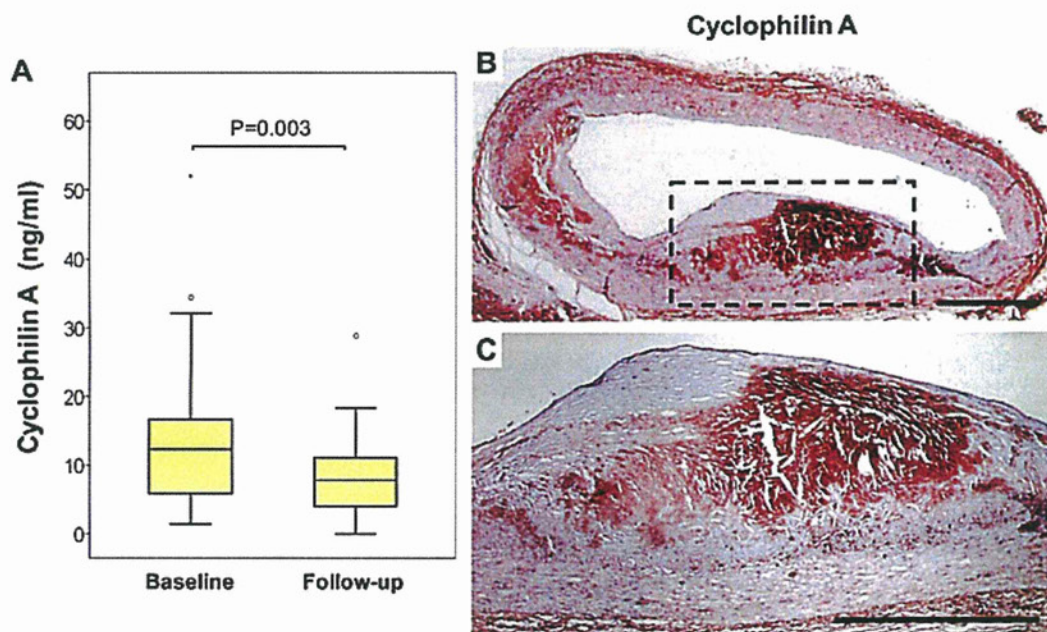 Cyclophilin A
A
B
P=0.003
Cyclophilin A (ng/ml)
60
50
40
30
20
10
0
Baseline Follow-up
C